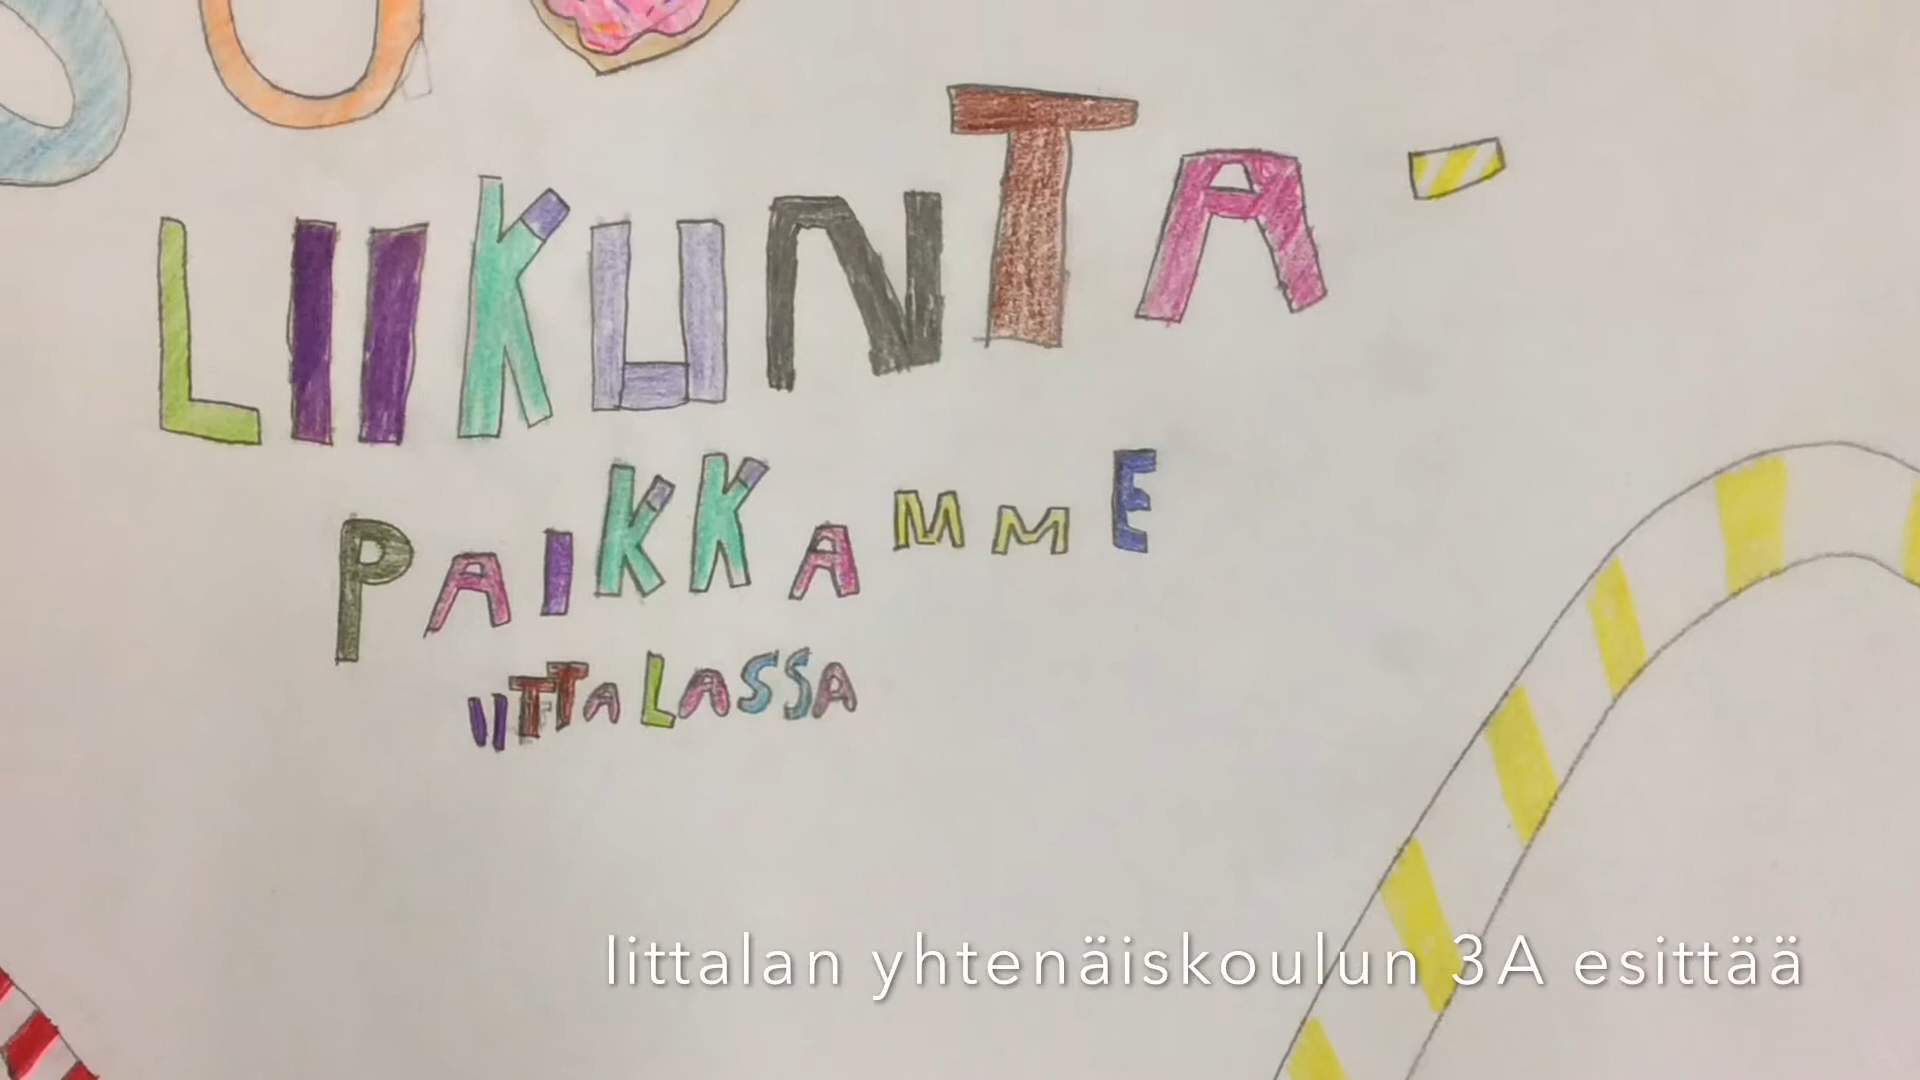 LIIKUNTA-
PAIKKAMME
IITTALASSA
Iittalan yhtenäiskoulun 3A esittää